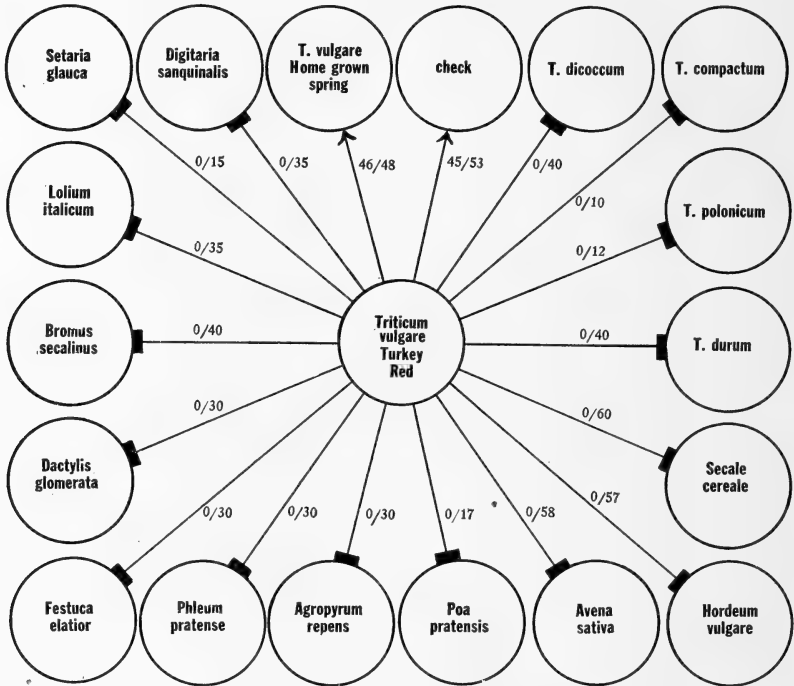 Setaria
glauca
Digitaria
sanquinalis
T. vulgare
Home grown
spring
check
T. dicoccum
T. compactum
0/15
0/35
46/48
45/53
0/40
0/10
Lolium
italicum
0/35
T. polonicum
0/12
Bromus
secalinus
0/40
Triticum
vulgare
Turkey
Red
0/40
T. durum
Dactylis
glomerata
0/30
0/60
Secale
cereale
0/30
0/30
0/30
0/17
0/58
0/57
Festuca
elatior
Phleum
pratense
Agropyrum
repens
Poa
pratensis
Avena
sativa
Hordeum
vulgare